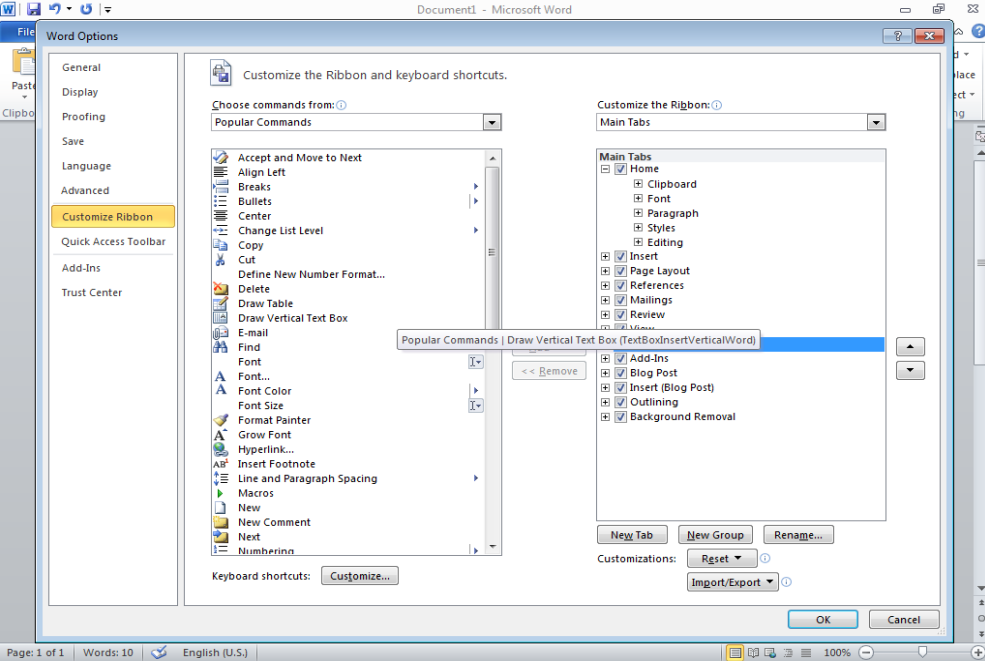 Document1 - Microsoft Word
File
Word Options
Paste
Clipbo
General
Display
Proofing
Save
Language
Advanced
Customize Ribbon
Quick Access Toolbar
Add-Ins
Trust Center
Customize the Ribbon and keyboard shortcuts.
Choose commands from:
Popular Commands
Accept and Move to Next
Align Left
Breaks
Bullets
Center
Change List Level
Copy
Cut
Define New Number Format...
Delete
Draw Table
Draw Vertical Text Box
E-mail
Find
Font
Font...
Font Color
Font Size
Format Painter
Grow Font
Hyperlink...
Insert Footnote
Line and Paragraph Spacing
Macros
New
New Comment
Next
Numbering
Keyboard shortcuts: Customize...
Popular Commands | Draw Vertical Text Box (TextBoxInsertVerticalWord)
<< Remove
Customize the Ribbon:
Main Tabs
Main Tabs
Home
Clipboard
Font
Paragraph
Styles
Editing
Insert
Page Layout
References
Mailings
Review
View
Add-Ins
Blog Post
Insert (Blog Post)
Outlining
Background Removal
New Tab New Group Rename...
Customizations: Reset
Import/Export
OK Cancel
d
lace
ect
ng
Page: 1 of 1 Words: 10 English (U.S.) 100%